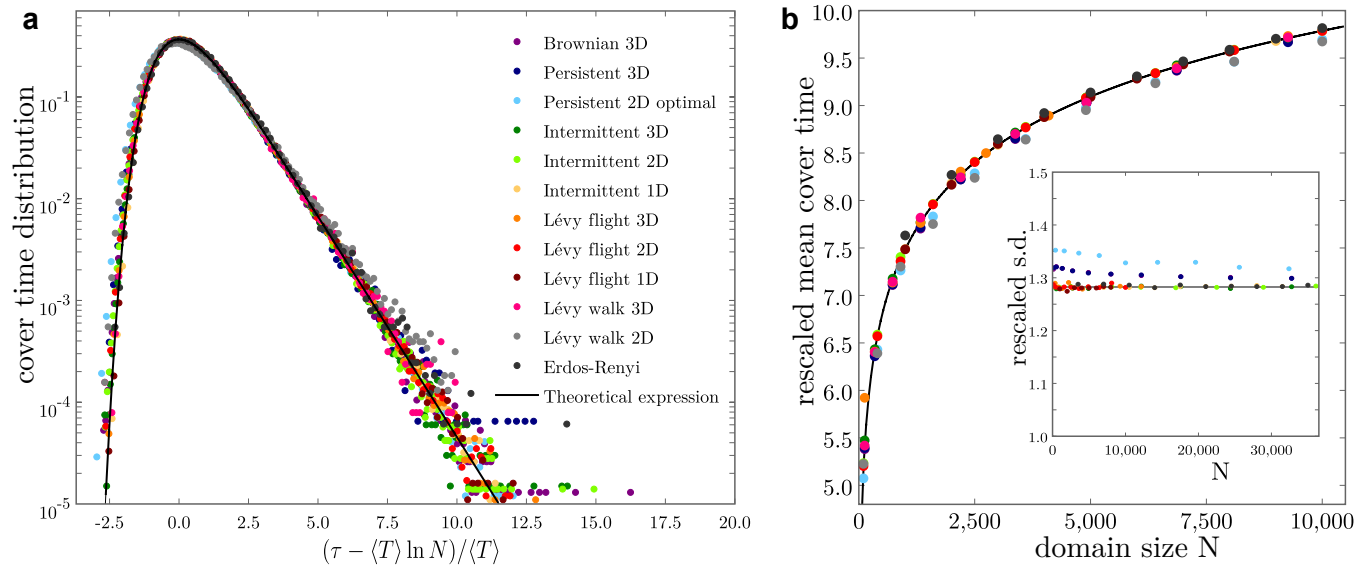 a
cover time distribution
10^-1
10^-2
10^-3
10^-4
10^-5
-2.5 0.0 2.5 5.0 7.5 10.0 12.5 15.0 17.5 20.0
(τ − ⟨T⟩ ln N)/⟨T⟩
Brownian 3D
Persistent 3D
Persistent 2D optimal
Intermittent 3D
Intermittent 2D
Intermittent 1D
Lévy flight 3D
Lévy flight 2D
Lévy flight 1D
Lévy walk 3D
Lévy walk 2D
Erdos-Renyi
Theoretical expression
b
rescaled mean cover time
10.0
9.5
9.0
8.5
8.0
7.5
7.0
6.5
6.0
5.5
5.0
0 2,500 5,000 7,500 10,000
domain size N
rescaled s.d.
1.5
1.4
1.3
1.2
1.1
1.0
0 10,000 20,000 30,000
N